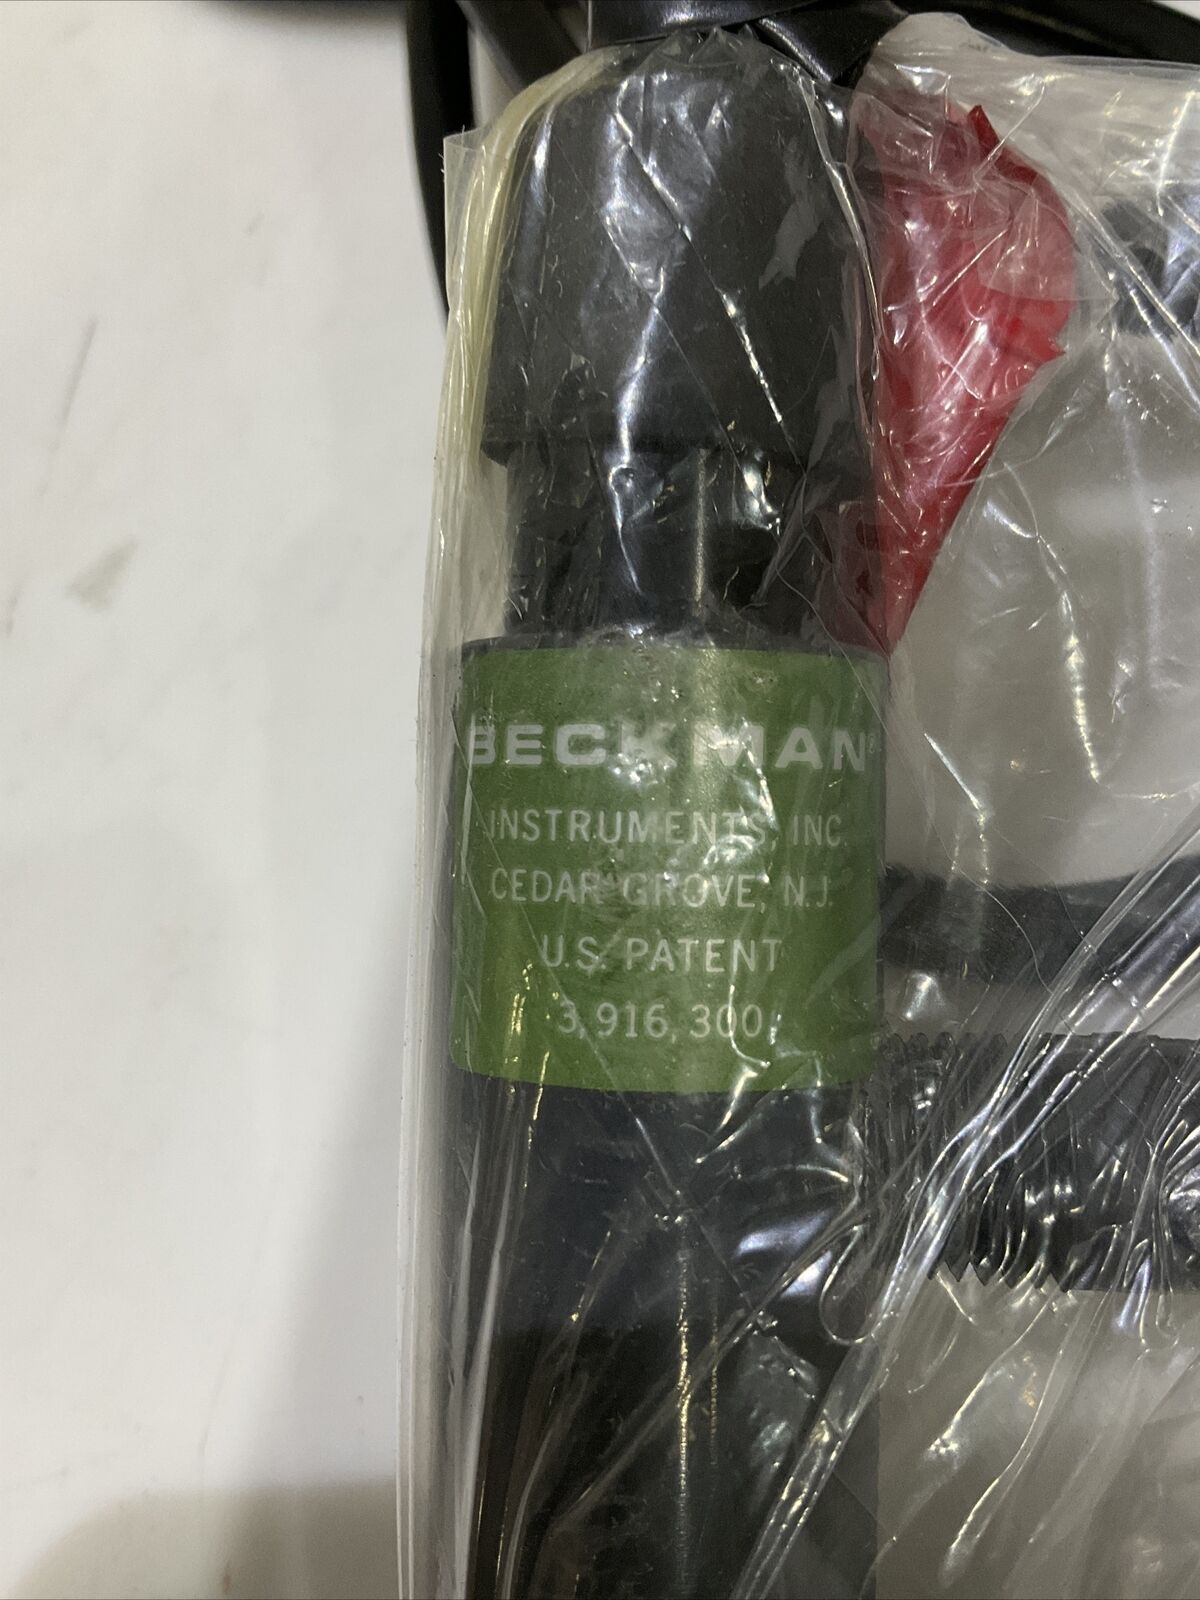 BECKMAN®
INSTRUMENTS, INC.
CEDAR GROVE, N.J.
U.S. PATENT
3,916,300